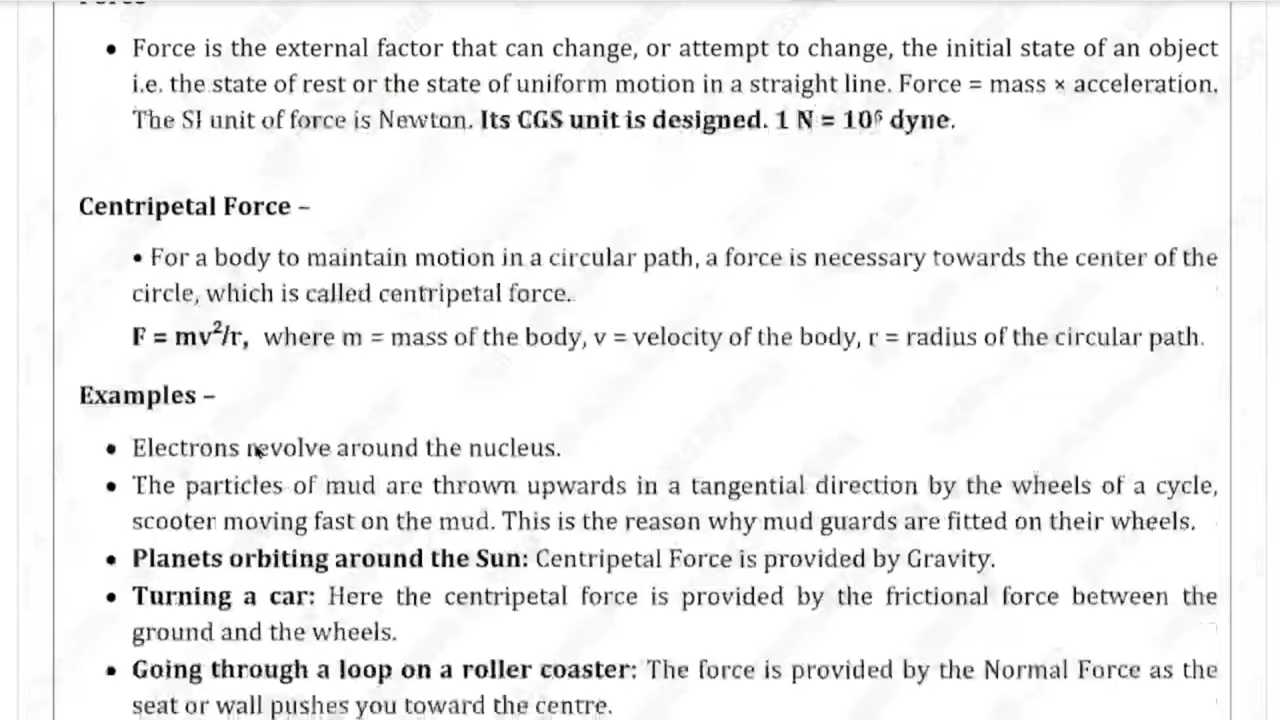 • Force is the external factor that can change, or attempt to change, the initial state of an object
i.e. the state of rest or the state of uniform motion in a straight line. Force = mass × acceleration.
The SI unit of force is Newton. Its CGS unit is designed. 1 N = 10⁵ dyne.
Centripetal Force –
• For a body to maintain motion in a circular path, a force is necessary towards the center of the
circle, which is called centripetal force.
F = mv²/r, where m = mass of the body, v = velocity of the body, r = radius of the circular path.
Examples –
• Electrons revolve around the nucleus.
• The particles of mud are thrown upwards in a tangential direction by the wheels of a cycle,
scooter moving fast on the mud. This is the reason why mud guards are fitted on their wheels.
• Planets orbiting around the Sun: Centripetal Force is provided by Gravity.
• Turning a car: Here the centripetal force is provided by the frictional force between the
ground and the wheels.
• Going through a loop on a roller coaster: The force is provided by the Normal Force as the
seat or wall pushes you toward the centre.